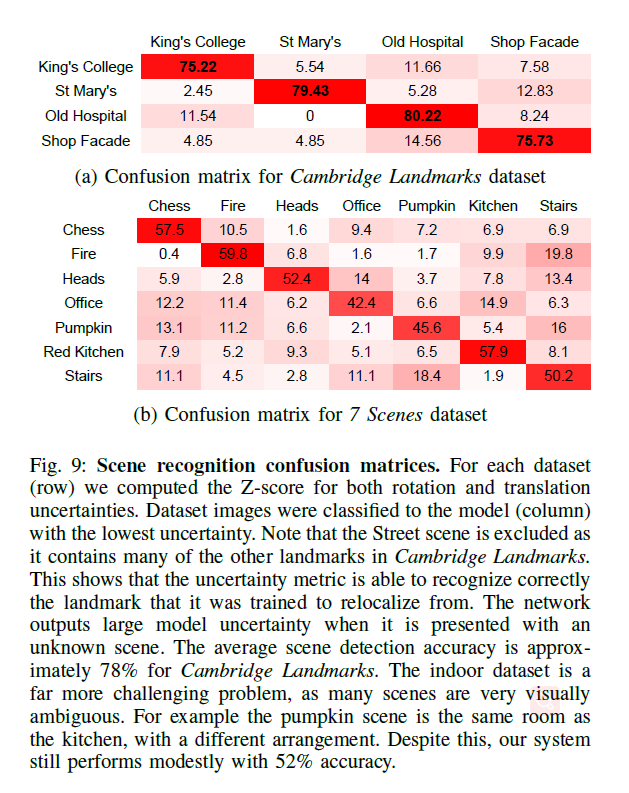 King's College St Mary's Old Hospital Shop Facade
King's College 75.22 5.54 11.66 7.58
St Mary's 2.45 79.43 5.28 12.83
Old Hospital 11.54 0 80.22 8.24
Shop Facade 4.85 4.85 14.56 75.73
(a) Confusion matrix for Cambridge Landmarks dataset
Chess Fire Heads Office Pumpkin Kitchen Stairs
Chess 57.5 10.5 1.6 9.4 7.2 6.9 6.9
Fire 0.4 59.8 6.8 1.6 1.7 9.9 19.8
Heads 5.9 2.8 52.4 14 3.7 7.8 13.4
Office 12.2 11.4 6.2 42.4 6.6 14.9 6.3
Pumpkin 13.1 11.2 6.6 2.1 45.6 5.4 16
Red Kitchen 7.9 5.2 9.3 5.1 6.5 57.9 8.1
Stairs 11.1 4.5 2.8 11.1 18.4 1.9 50.2
(b) Confusion matrix for 7 Scenes dataset
Fig. 9: Scene recognition confusion matrices. For each dataset
(row) we computed the Z-score for both rotation and translation
uncertainties. Dataset images were classified to the model (column)
with the lowest uncertainty. Note that the Street scene is excluded as
it contains many of the other landmarks in Cambridge Landmarks.
This shows that the uncertainty metric is able to recognize correctly
the landmark that it was trained to relocalize from. The network
outputs large model uncertainty when it is presented with an
unknown scene. The average scene detection accuracy is approx-
imately 78% for Cambridge Landmarks. The indoor dataset is a
far more challenging problem, as many scenes are very visually
ambiguous. For example the pumpkin scene is the same room as
the kitchen, with a different arrangement. Despite this, our system
still performs modestly with 52% accuracy.